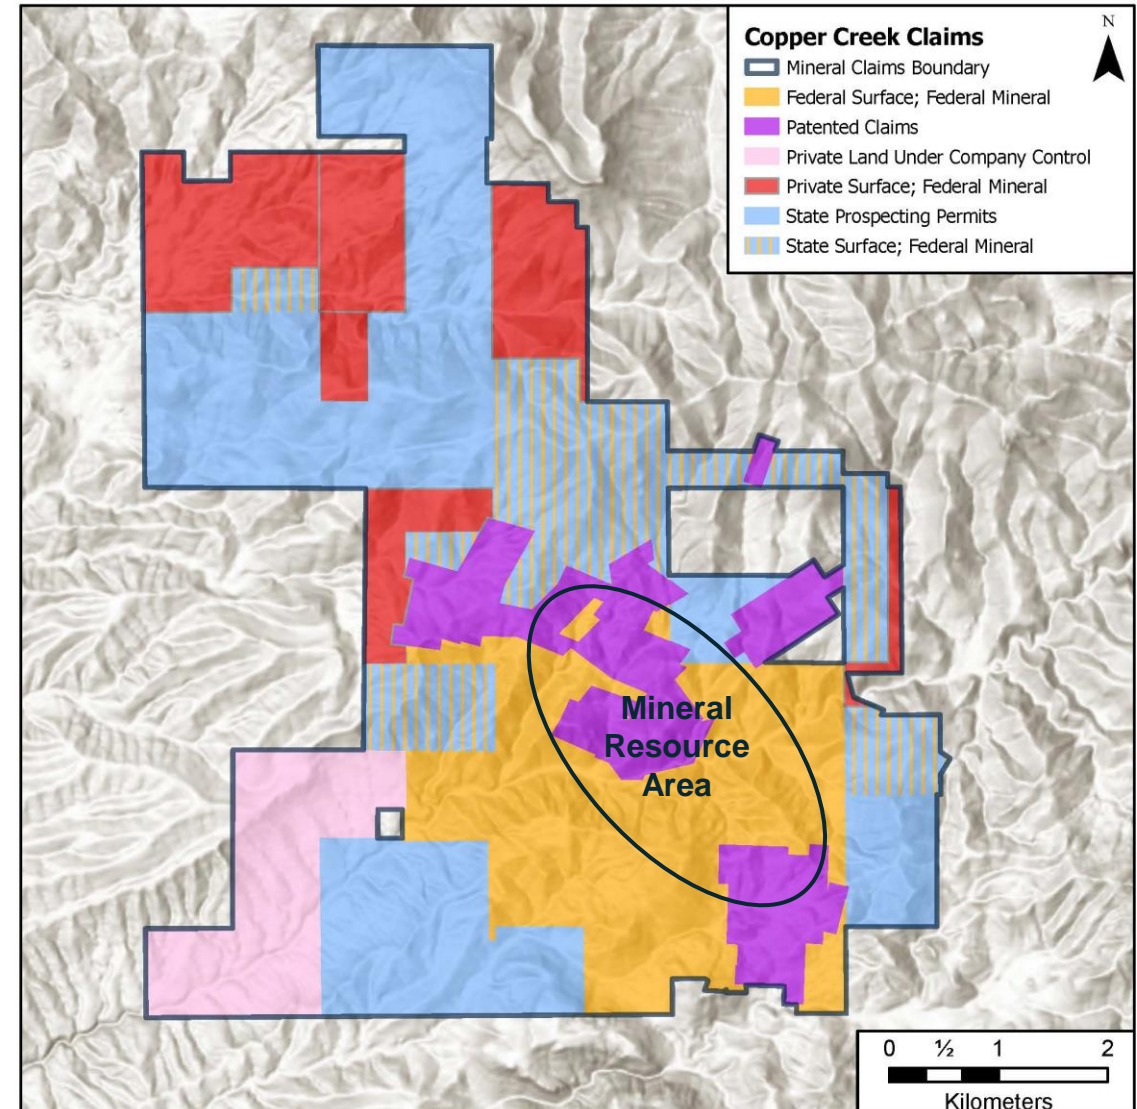 N
Copper Creek Claims
Mineral Claims Boundary
Federal Surface; Federal Mineral
Patented Claims
Private Land Under Company Control
Private Surface; Federal Mineral
State Prospecting Permits
State Surface; Federal Mineral
Mineral
Resource
Area
0 ½ 1 2
Kilometers